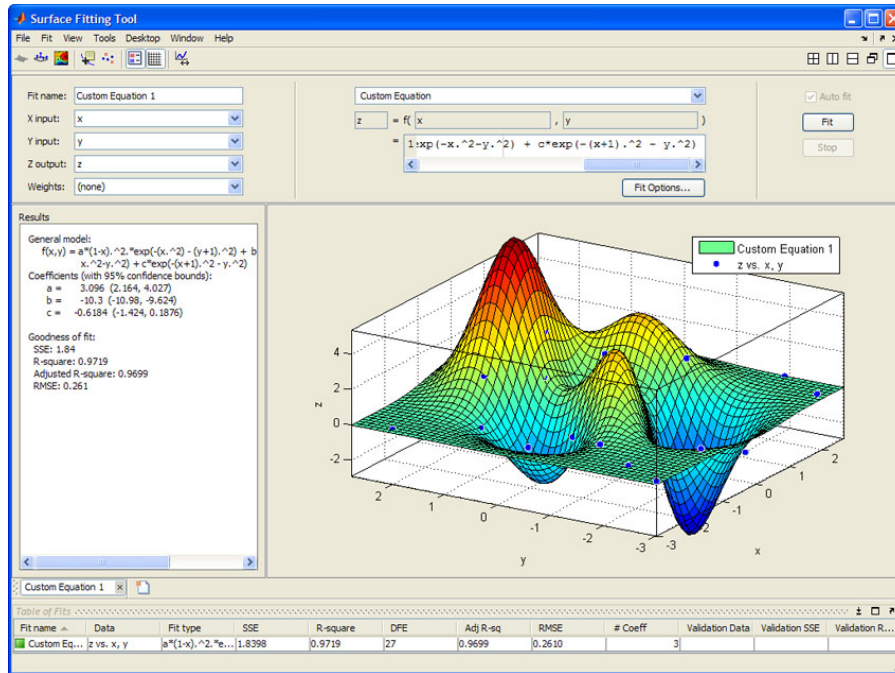 Surface Fitting Tool
File Fit View Tools Desktop Window Help
Fit name: Custom Equation 1
X input: x
Y input: y
Z output: z
Weights: (none)
Custom Equation
z = f( x , y )
= 1:xp(-x.^2-y.^2) + c*exp(-(x+1).^2 - y.^2)
Fit Options...
Auto fit
Fit
Stop
Results
General model:
f(x,y) = a*(1-x).^2.*exp(-(x.^2) - (y+1).^2) + b
x.^2-y.^2) + c*exp(-(x+1).^2 - y.^2)
Coefficients (with 95% confidence bounds):
a = 3.096 (2.164, 4.027)
b = -10.3 (-10.98, -9.624)
c = -0.6184 (-1.424, 0.1876)
Goodness of fit:
SSE: 1.84
R-square: 0.9719
Adjusted R-square: 0.9699
RMSE: 0.261
Custom Equation 1
z vs. x, y
4
2
0
-2
z
2
1
0
-1
-2
-3
y
-3
-2
-1
0
1
2
x
Custom Equation 1
Table of Fits
Fit name Data Fit type SSE R-square DFE Adj R-sq RMSE # Coeff Validation Data Validation SSE Validation R...
Custom Eq... z vs. x, y a*(1-x).^2.*e... 1.8398 0.9719 27 0.9699 0.2610 3